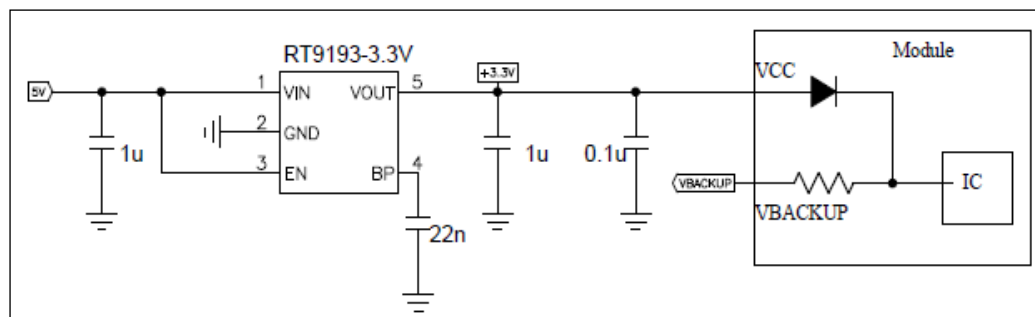 RT9193-3.3V
Module
+3.3V
VCC
5V
1
VIN
VOUT
5
2
GND
1u
1u
0.1u
3
EN
BP
4
VBACKUP
IC
VBACKUP
22n